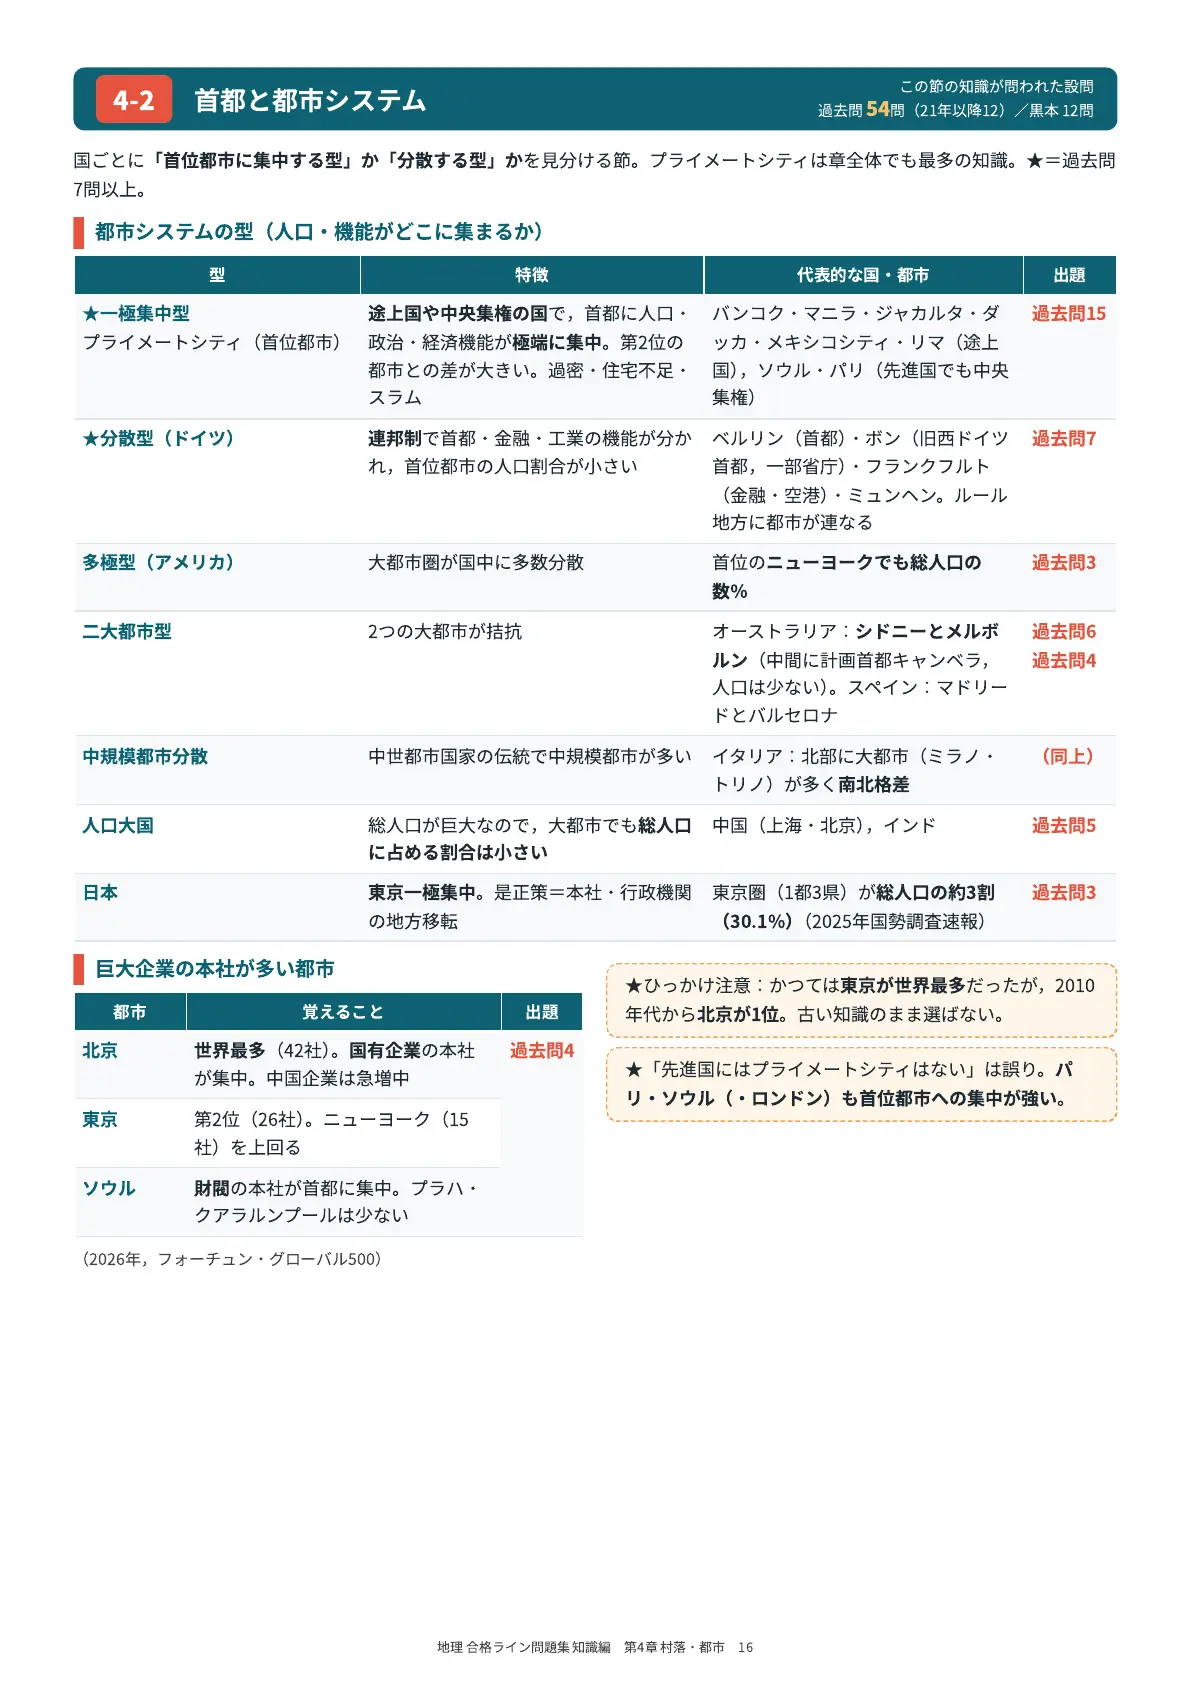 4-2 首都と都市システム
この節の知識が問われた設問
過去問 54問（21年以降12）／黒本 12問
国ごとに「首位都市に集中する型」か「分散する型」かを見分ける節。プライメートシティは章全体でも最多の知識。★＝過去問
7問以上。
都市システムの型（人口・機能がどこに集まるか）
型 特徴 代表的な国・都市 出題
★一極集中型
プライメートシティ（首位都市）
途上国や中央集権の国で，首都に人口・
政治・経済機能が極端に集中。第2位の
都市との差が大きい。過密・住宅不足・
スラム
バンコク・マニラ・ジャカルタ・ダ
ッカ・メキシコシティ・リマ（途上
国），ソウル・パリ（先進国でも中央
集権）
過去問15
★分散型（ドイツ）
連邦制で首都・金融・工業の機能が分か
れ，首位都市の人口割合が小さい
ベルリン（首都）・ボン（旧西ドイツ
首都，一部省庁）・フランクフルト
（金融・空港）・ミュンヘン。ルール
地方に都市が連なる
過去問7
多極型（アメリカ）
大都市圏が国中に多数分散
首位のニューヨークでも総人口の
数%
過去問3
二大都市型
2つの大都市が拮抗
オーストラリア：シドニーとメルボ
ルン（中間に計画首都キャンベラ，
人口は少ない）。スペイン：マドリー
ドとバルセロナ
過去問6
過去問4
中規模都市分散
中世都市国家の伝統で中規模都市が多い
イタリア：北部に大都市（ミラノ・
トリノ）が多く南北格差
（同上）
人口大国
総人口が巨大なので，大都市でも総人口
に占める割合は小さい
中国（上海・北京），インド
過去問5
日本
東京一極集中。是正策＝本社・行政機関
の地方移転
東京圏（1都3県）が総人口の約3割
（30.1%）（2025年国勢調査速報）
過去問3
巨大企業の本社が多い都市
都市 覚えること 出題
北京
世界最多（42社）。国有企業の本社
が集中。中国企業は急増中
過去問4
東京
第2位（26社）。ニューヨーク（15
社）を上回る
ソウル
財閥の本社が首都に集中。プラハ・
クアラルンプールは少ない
（2026年，フォーチュン・グローバル500）
★ひっかけ注意：かつては東京が世界最多だったが，2010
年代から北京が1位。古い知識のまま選ばない。
★「先進国にはプライメートシティはない」は誤り。パ
リ・ソウル（・ロンドン）も首位都市への集中が強い。
地理 合格ライン問題集 知識編 第4章 村落・都市 16